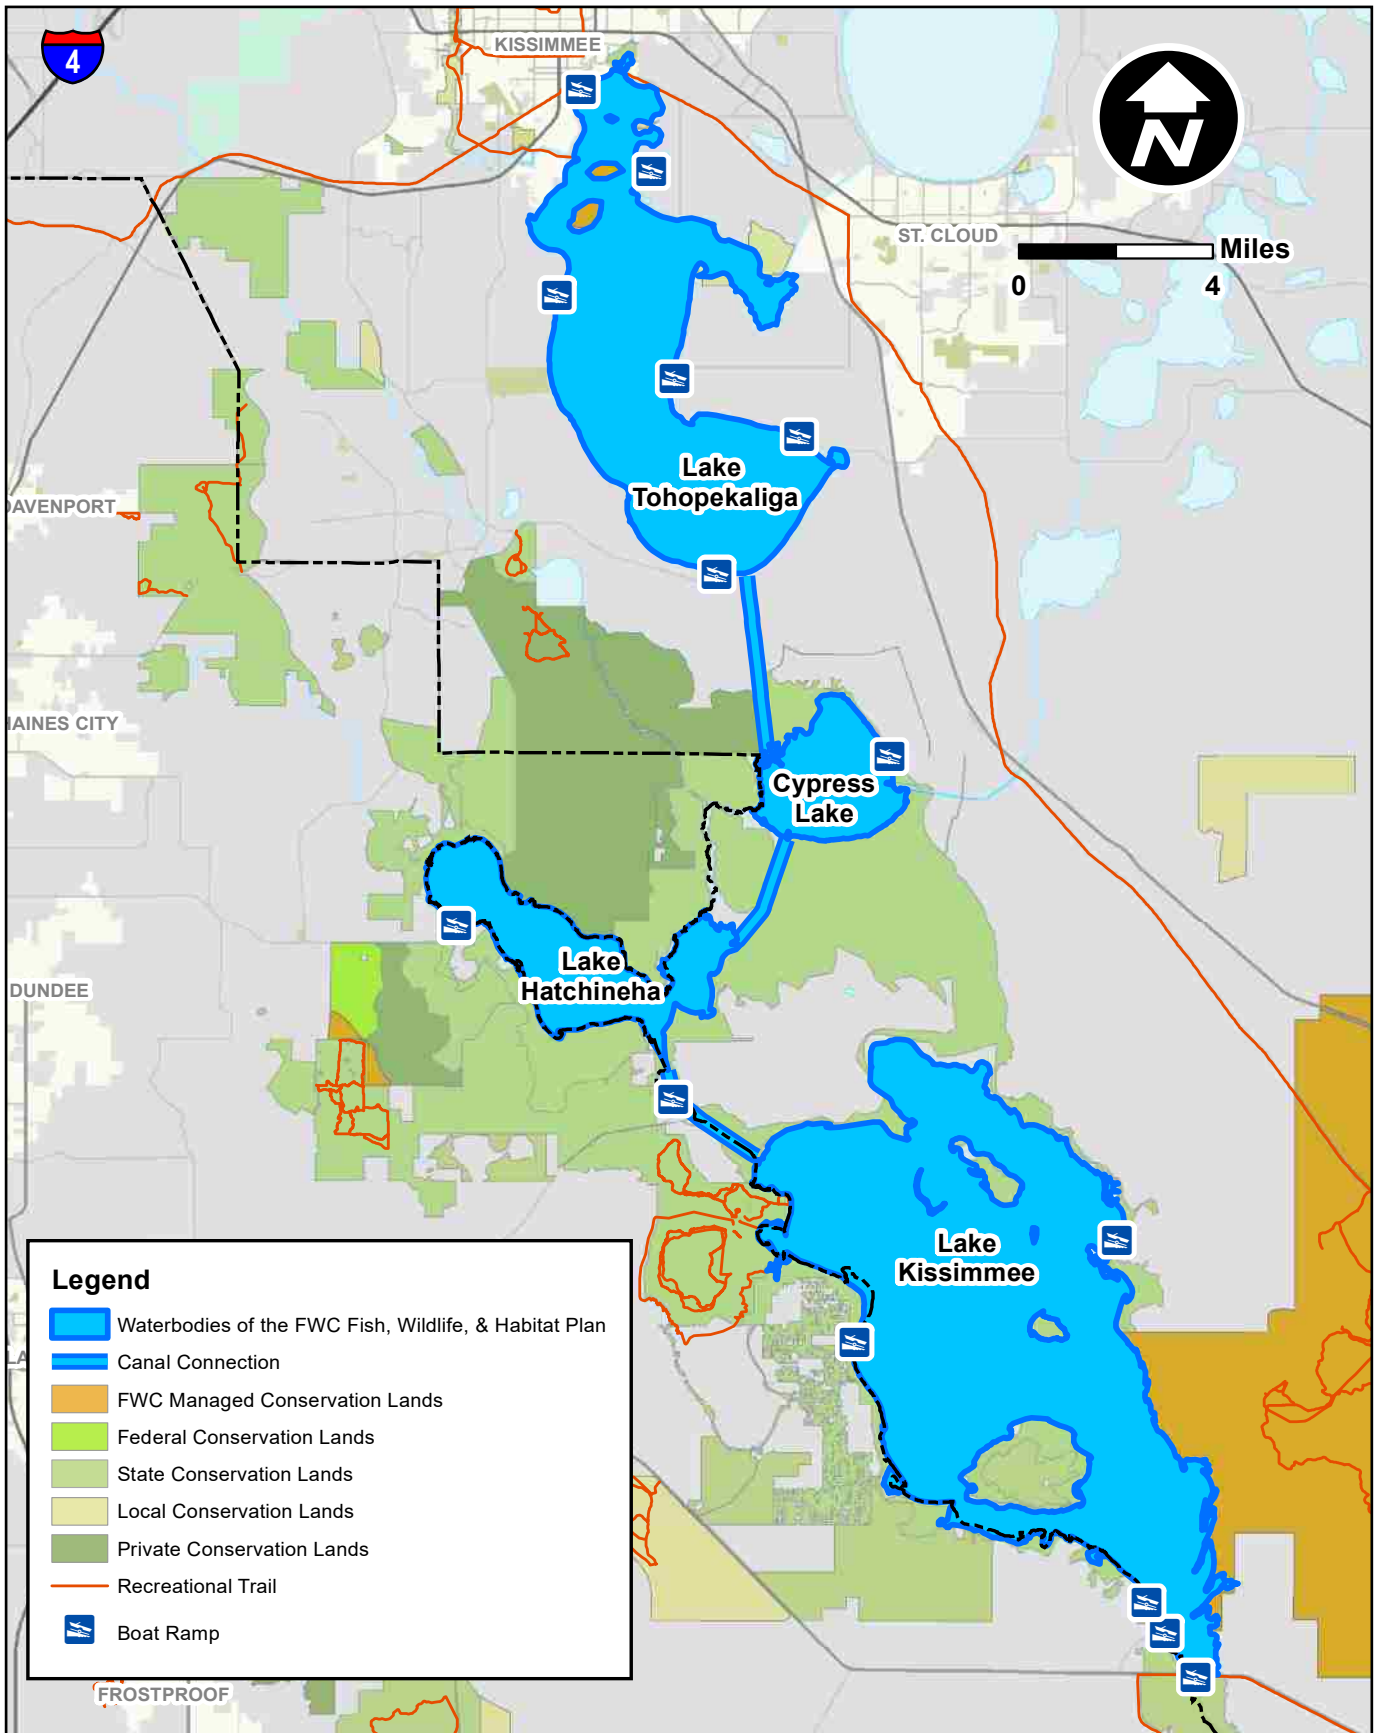 4
KISSIMMEE
N
ST. CLOUD
Miles
0 4
Lake
Tohopekaliga
DAVENPORT
HAINES CITY
Cypress
Lake
Lake
Hatchineha
DUNDEE
Lake
Kissimmee
Legend
Waterbodies of the FWC Fish, Wildlife, & Habitat Plan
Canal Connection
FWC Managed Conservation Lands
Federal Conservation Lands
State Conservation Lands
Local Conservation Lands
Private Conservation Lands
Recreational Trail
Boat Ramp
FROSTPROOF